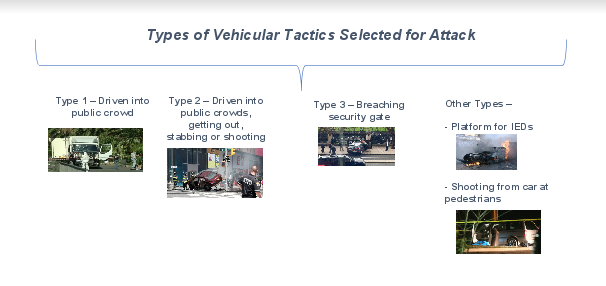 Types of Vehicular Tactics Selected for Attack
Type 1 – Driven into
public crowd
Type 2 – Driven into
public crowds,
getting out,
stabbing or shooting
Type 3 – Breaching
security gate
Other Types –
- Platform for IEDs
- Shooting from car at
pedestrians